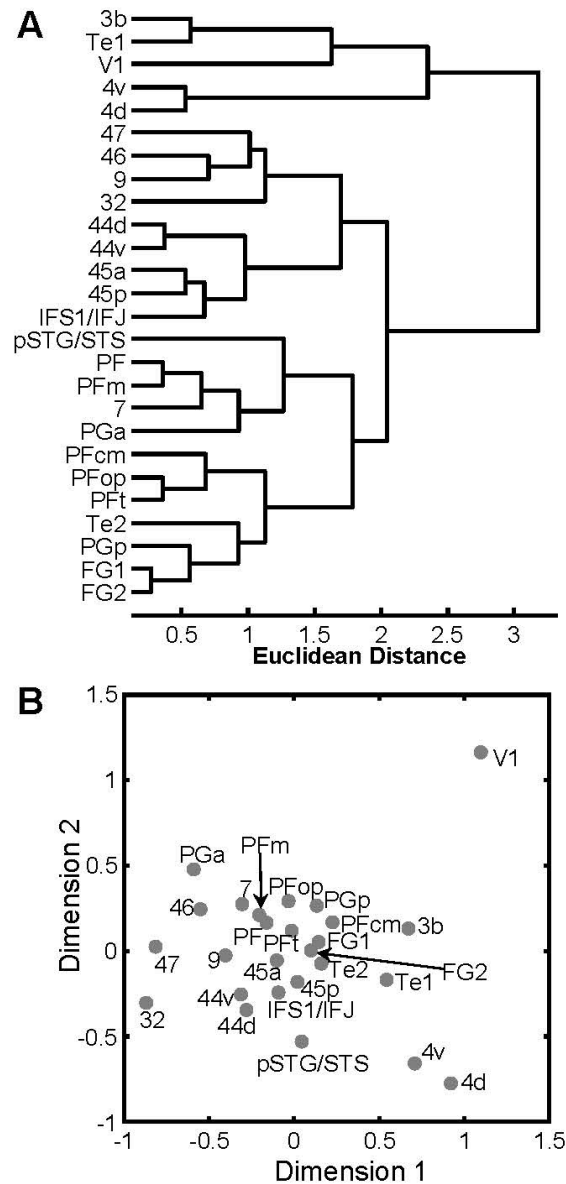 A
3b
Te1
V1
4v
4d
47
46
9
32
44d
44v
45a
45p
IFS1/IFJ
pSTG/STS
PF
PFm
7
PGa
PFcm
PFop
PFt
Te2
PGp
FG1
FG2
0.5 1 1.5 2 2.5 3
Euclidean Distance
B
1.5
V1
1
Dimension 2
PFm
PGa
0.5
7 PFop PGp
46
PF PFt PFcm 3b
FG1
47 9 0
45a Te2 FG2
Te1
44v 45p
32 IFS1/IFJ
44d
-0.5
pSTG/STS
4v
4d
-1
-1 -0.5 0 0.5 1 1.5
Dimension 1